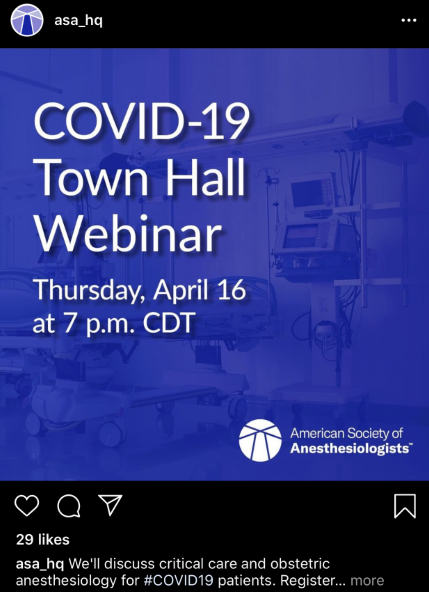 asa_hq
COVID-19
Town Hall
Webinar
Thursday, April 16
at 7 p.m. CDT
American Society of
Anesthesiologists™
29 likes
asa_hq We'll discuss critical care and obstetric
anesthesiology for #COVID19 patients. Register... more